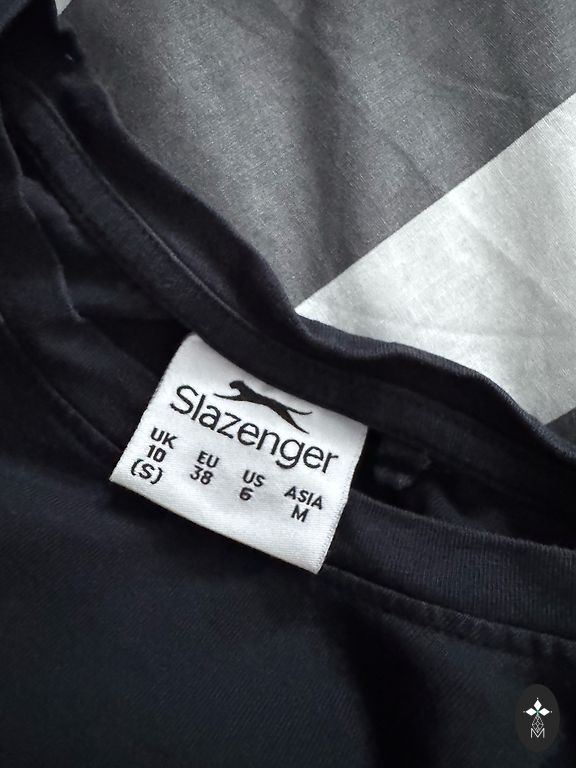 Slazenger
UK EU US ASIA
10 38 6 M
(S)